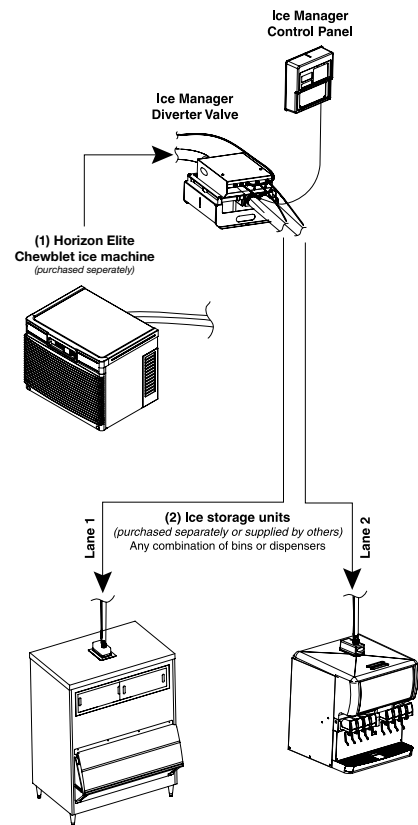 Ice Manager
Control Panel
Ice Manager
Diverter Valve
(1) Horizon Elite
Chewblet ice machine
(purchased seperately)
(2) Ice storage units
(purchased separately or supplied by others)
Any combination of bins or dispensers
Lane 1
Lane 2